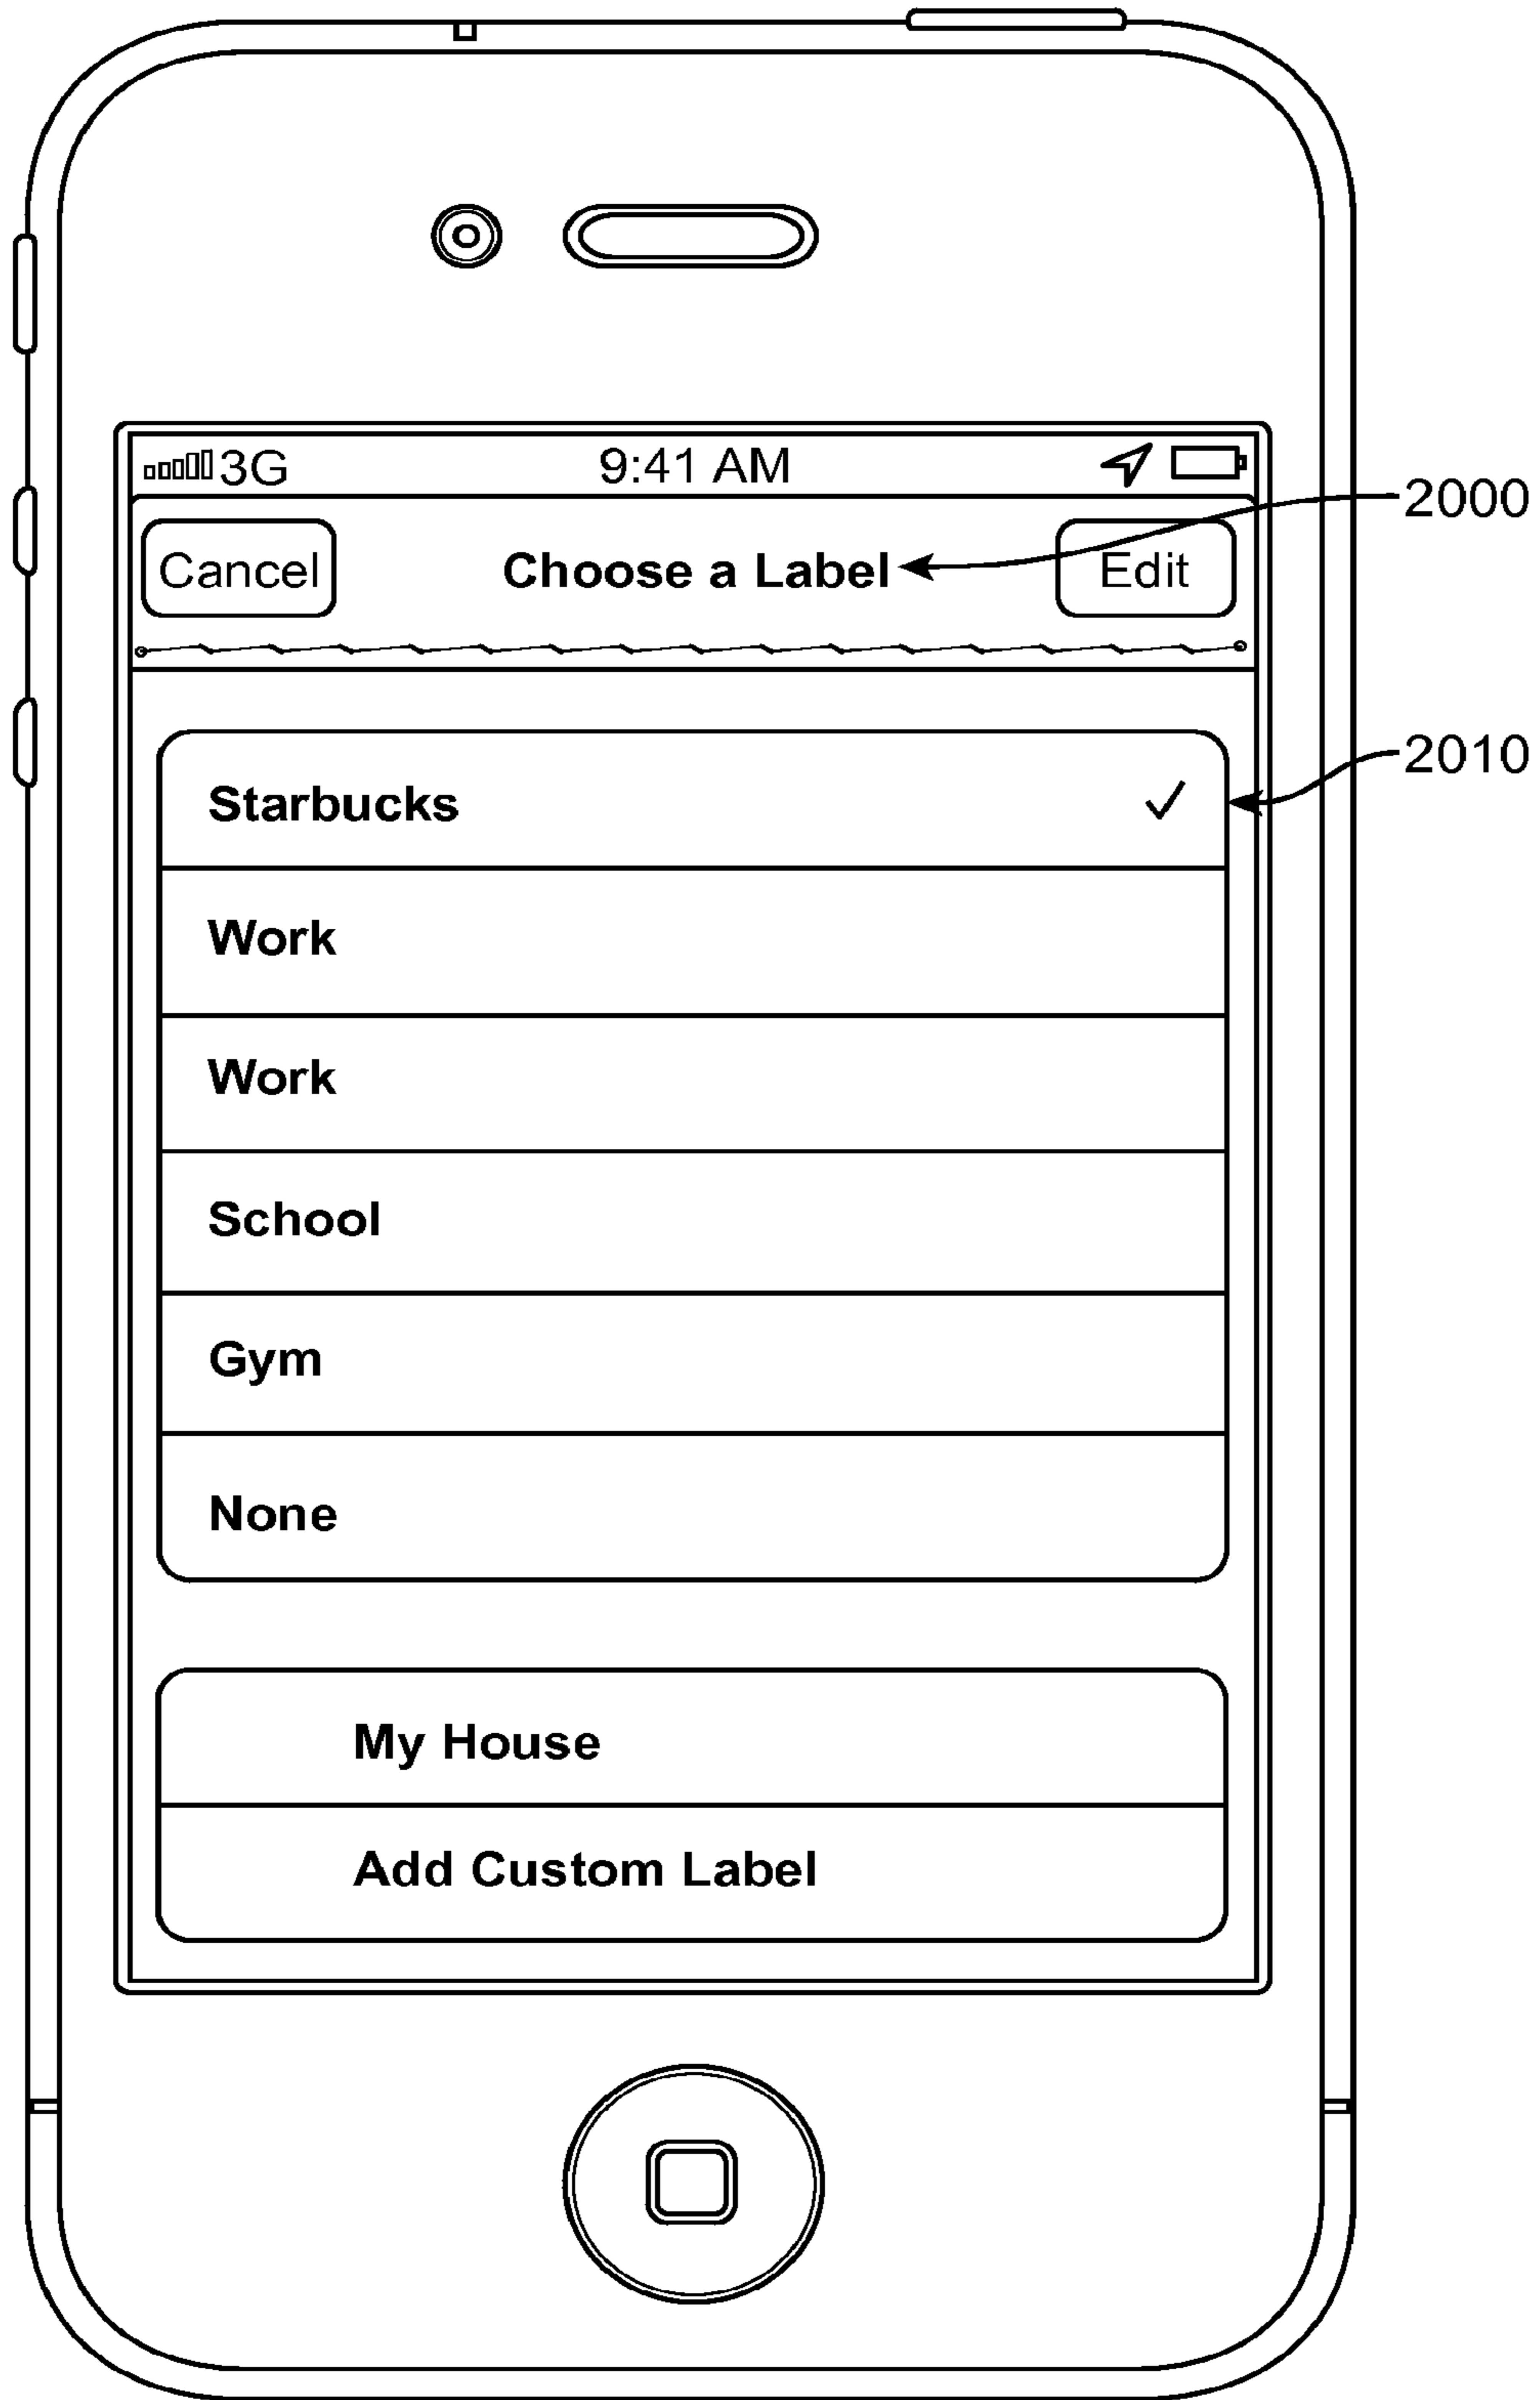 3G 9:41 AM
Cancel Choose a Label Edit
2000
2010
Starbucks
Work
Work
School
Gym
None
My House
Add Custom Label